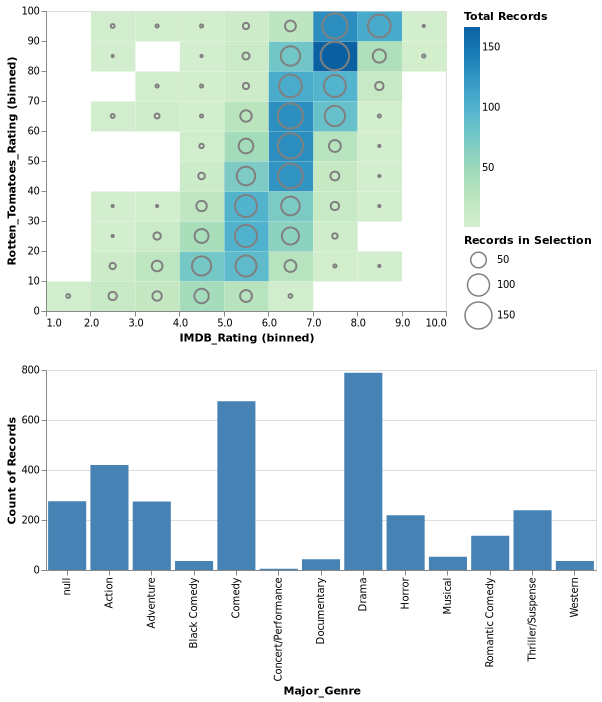 Rotten_Tomatoes_Rating (binned)
100
90
80
70
60
50
40
30
20
10
0
1.0 2.0 3.0 4.0 5.0 6.0 7.0 8.0 9.0 10.0
IMDB_Rating (binned)
Total Records
150
100
50
Records in Selection
50
100
150
Count of Records
800
600
400
200
0
null Action Adventure Black Comedy Comedy Concert/Performance Documentary Drama Horror Musical Romantic Comedy Thriller/Suspense Western
Major_Genre